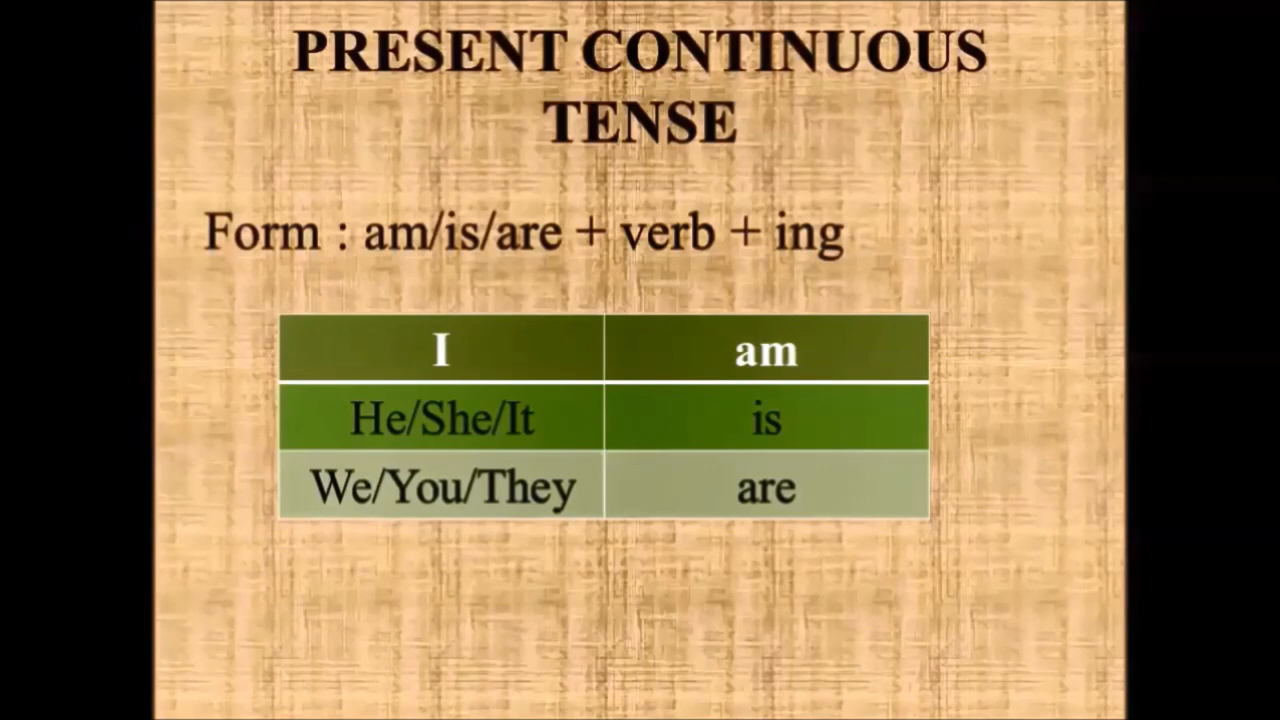 PRESENT CONTINUOUS
TENSE
Form : am/is/are + verb + ing
I am
He/She/It is
We/You/They are